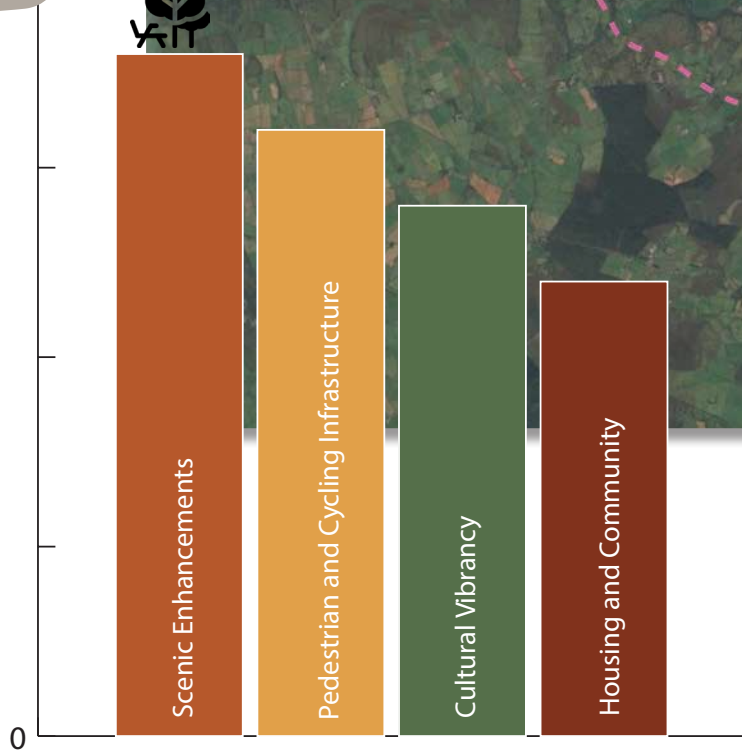 Scenic Enhancements
Pedestrian and Cycling Infrastructure
Cultural Vibrancy
Housing and Community
0